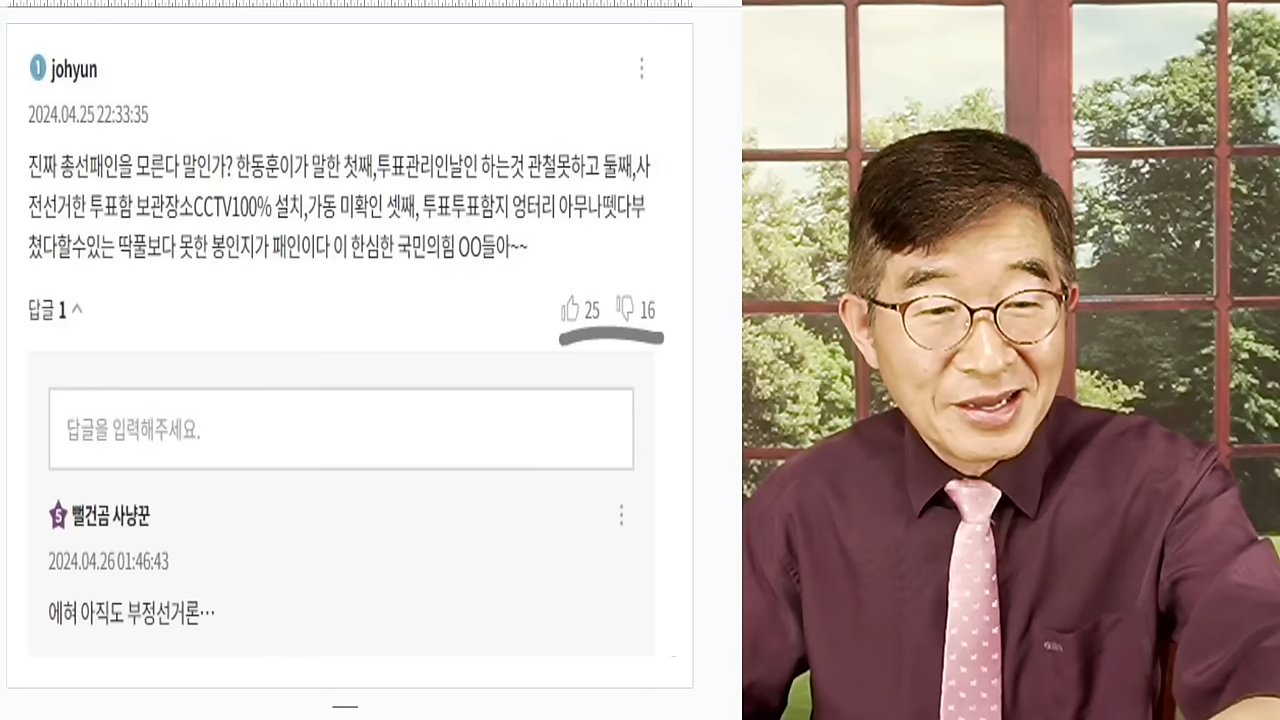 1 johyun
2024.04.25 22:33:35
진짜 총선패인을 모른다 말인가? 한동훈이가 말한 첫째,투표관리인날인 하는것 관철못하고 둘째,사
전선거한 투표함 보관장소CCTV100% 설치,가동 미확인 셋째, 투표투표함지 엉터리 아무나뗏다부
쳤다할수있는 딱풀보다 못한 봉인지가 패인이다 이 한심한 국민의힘 OO들아~~
답글 1
25 16
답글을 입력해주세요.
5 뻘건곰 사냥꾼
2024.04.26 01:46:43
에혀 아직도 부정선거론…